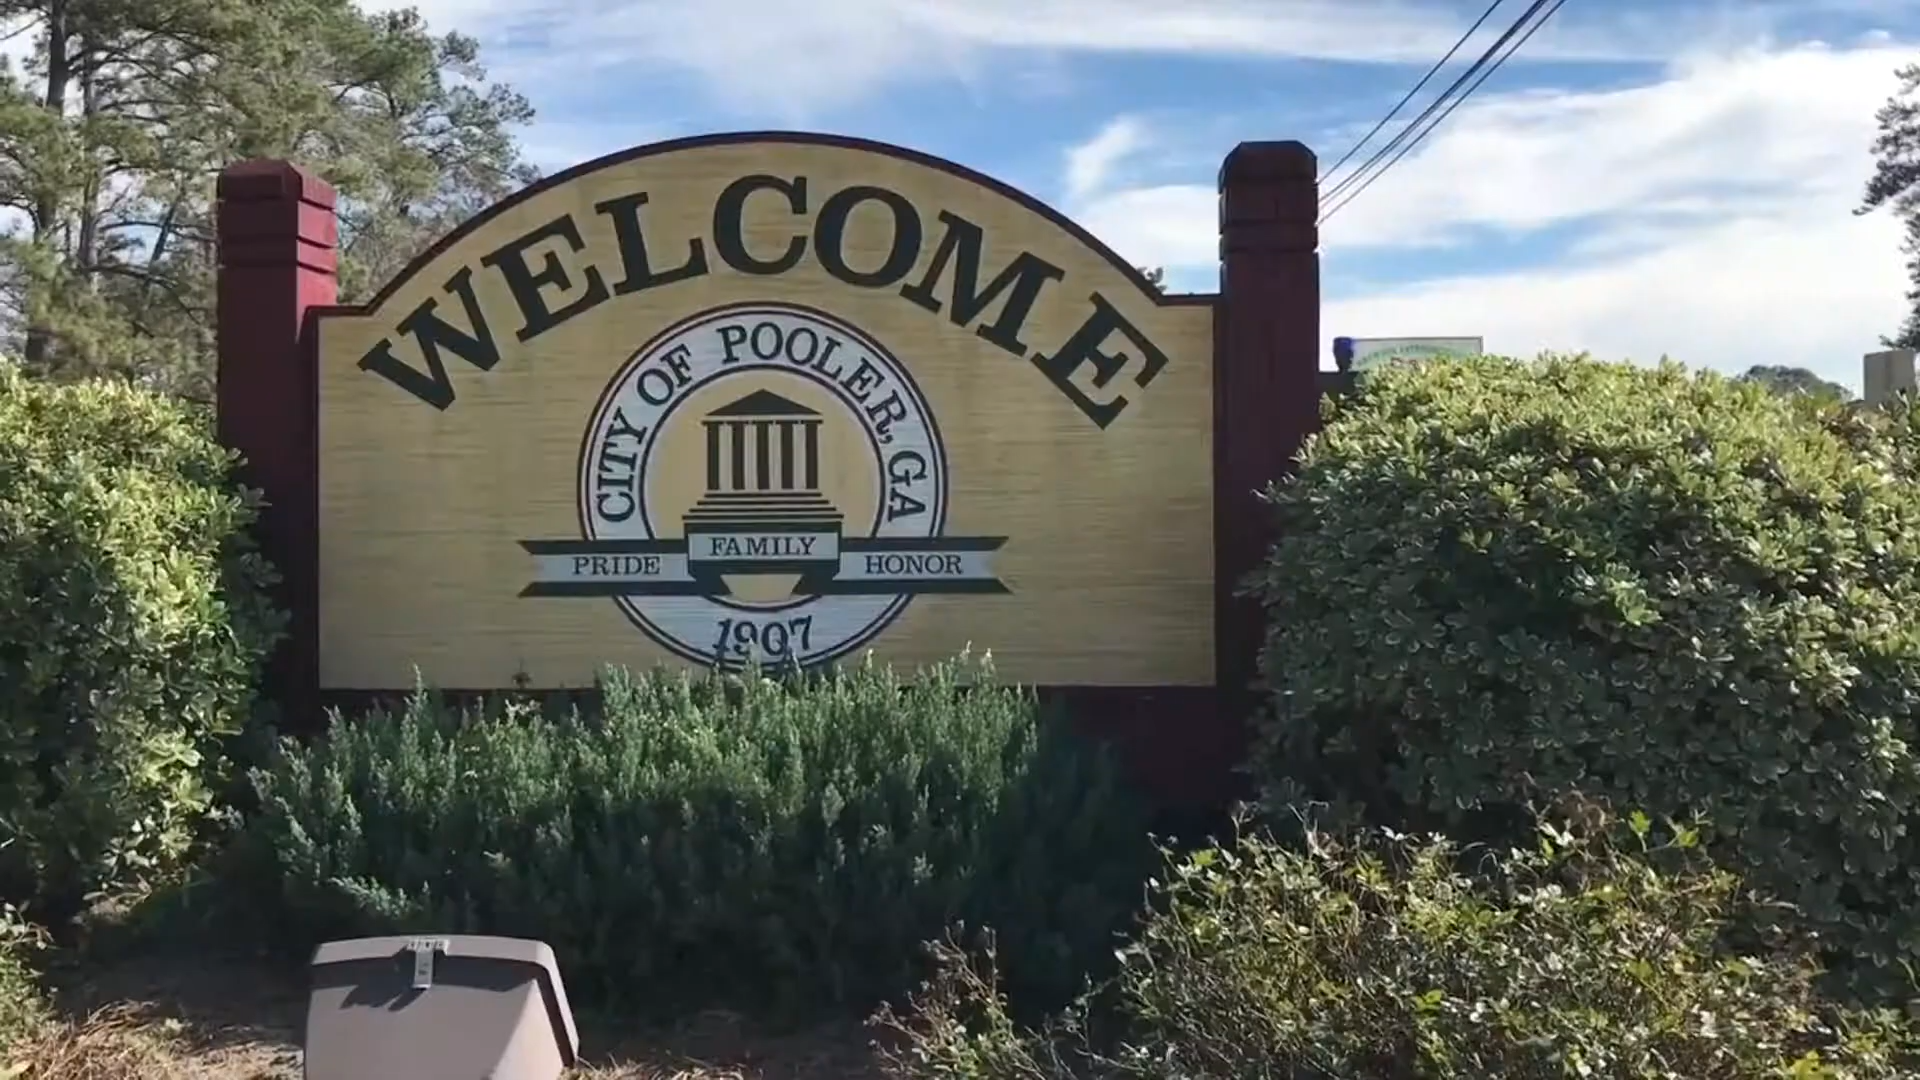 WELCOME
CITY OF POOLER, GA
FAMILY
PRIDE HONOR
1907